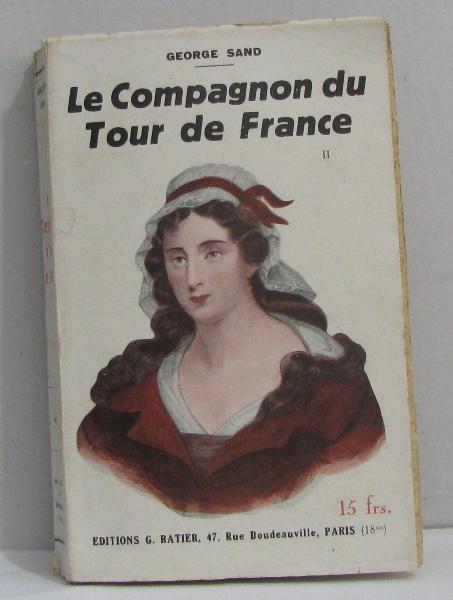 GEORGE SAND
Le Compagnon du
Tour de France
II
15 frs.
EDITIONS G. RATIER, 47, Rue Doudeauville, PARIS (18me)